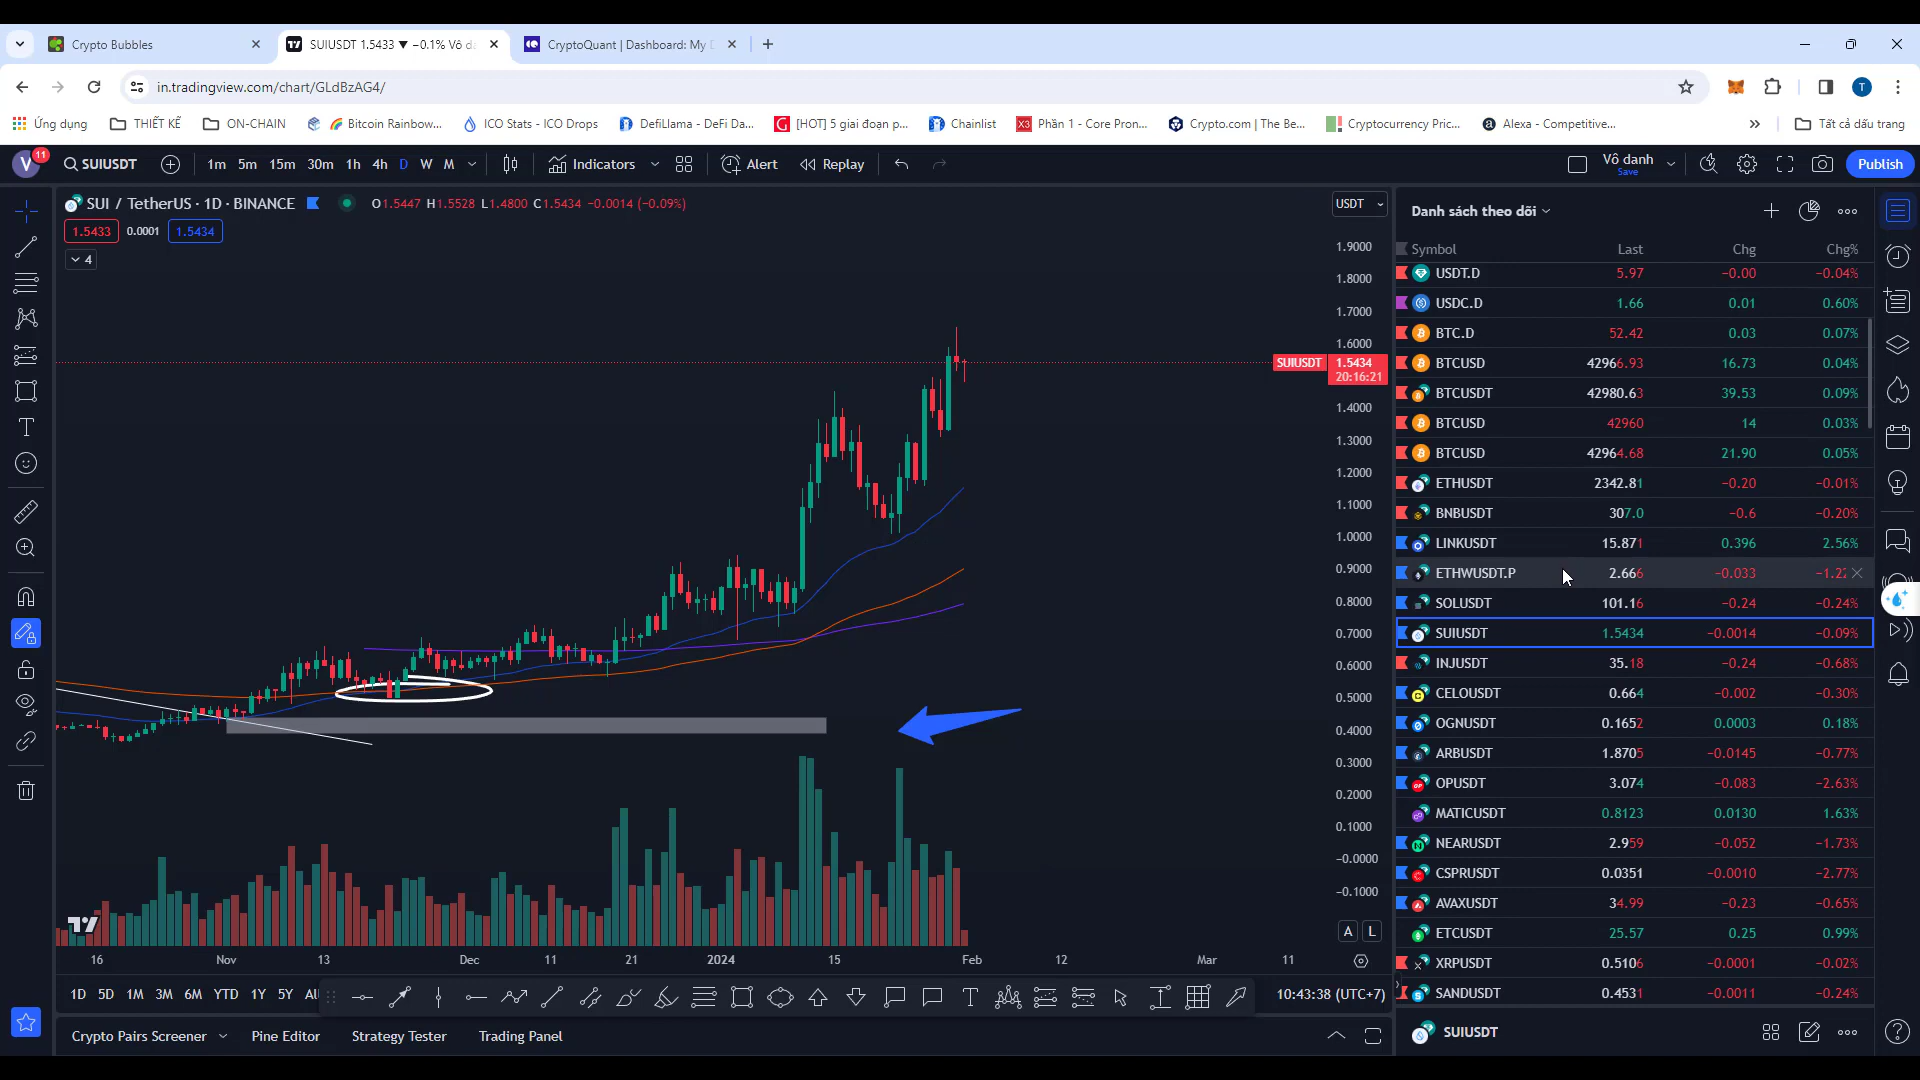 Crypto Bubbles
SUIUSDT 1.5433 ▼ −0.1% Vô d
CryptoQuant | Dashboard: My D
in.tradingview.com/chart/GLdBzAG4/
Ứng dụng
THIẾT KẾ
ON-CHAIN
Bitcoin Rainbow...
ICO Stats - ICO Drops
DefiLlama - DeFi Da...
[HOT] 5 giai đoạn p...
Chainlist
Phần 1 - Core Pron...
Crypto.com | The Be...
Cryptocurrency Pric...
Alexa - Competitive...
Tất cả dấu trang
V 11
SUIUSDT
1m 5m 15m 30m 1h 4h D W M
Indicators
Alert
Replay
Vô danh
Save
Publish
SUI / TetherUS · 1D · BINANCE
O1.5447 H1.5528 L1.4800 C1.5434 −0.0014 (−0.09%)
1.5433 0.0001 1.5434
4
USDT
1.9000
1.8000
1.7000
1.6000
SUIUSDT 1.5434
20:16:21
1.4000
1.3000
1.2000
1.1000
1.0000
0.9000
0.8000
0.7000
0.6000
0.5000
0.4000
0.3000
0.2000
0.1000
−0.0000
−0.1000
A L
16 Nov 13 Dec 11 21 2024 15 Feb 12 Mar 11
1D 5D 1M 3M 6M YTD 1Y 5Y
10:43:38 (UTC+7)
Crypto Pairs Screener
Pine Editor
Strategy Tester
Trading Panel
Danh sách theo dõi
Symbol Last Chg Chg%
USDT.D 5.97 −0.00 −0.04%
USDC.D 1.66 0.01 0.60%
BTC.D 52.42 0.03 0.07%
BTCUSD 42966.93 16.73 0.04%
BTCUSDT 42980.63 39.53 0.09%
BTCUSD 42960 14 0.03%
BTCUSD 42964.68 21.90 0.05%
ETHUSDT 2342.81 −0.20 −0.01%
BNBUSDT 307.0 −0.6 −0.20%
LINKUSDT 15.871 0.396 2.56%
ETHWUSDT.P 2.666 −0.033 −1.22
SOLUSDT 101.16 −0.24 −0.24%
SUIUSDT 1.5434 −0.0014 −0.09%
INJUSDT 35.18 −0.24 −0.68%
CELOUSDT 0.664 −0.002 −0.30%
OGNUSDT 0.1652 0.0003 0.18%
ARBUSDT 1.8705 −0.0145 −0.77%
OPUSDT 3.074 −0.083 −2.63%
MATICUSDT 0.8123 0.0130 1.63%
NEARUSDT 2.959 −0.052 −1.73%
CSPRUSDT 0.0351 −0.0010 −2.77%
AVAXUSDT 34.99 −0.23 −0.65%
ETCUSDT 25.57 0.25 0.99%
XRPUSDT 0.5106 −0.0001 −0.02%
SANDUSDT 0.4531 −0.0011 −0.24%
SUIUSDT